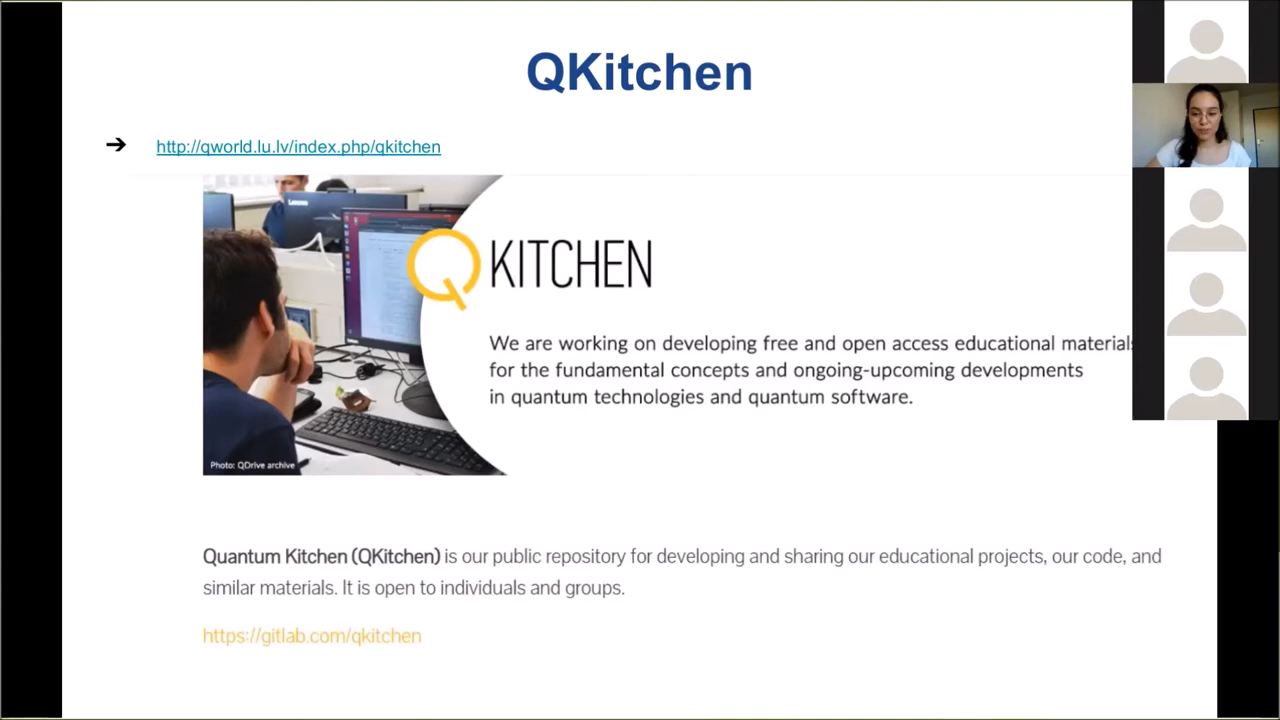 QKitchen
➔ http://qworld.lu.lv/index.php/qkitchen
Lenovo
QKITCHEN
We are working on developing free and open access educational materials
for the fundamental concepts and ongoing-upcoming developments
in quantum technologies and quantum software.
Photo: QDrive archive
Quantum Kitchen (QKitchen) is our public repository for developing and sharing our educational projects, our code, and
similar materials. It is open to individuals and groups.
https://gitlab.com/qkitchen